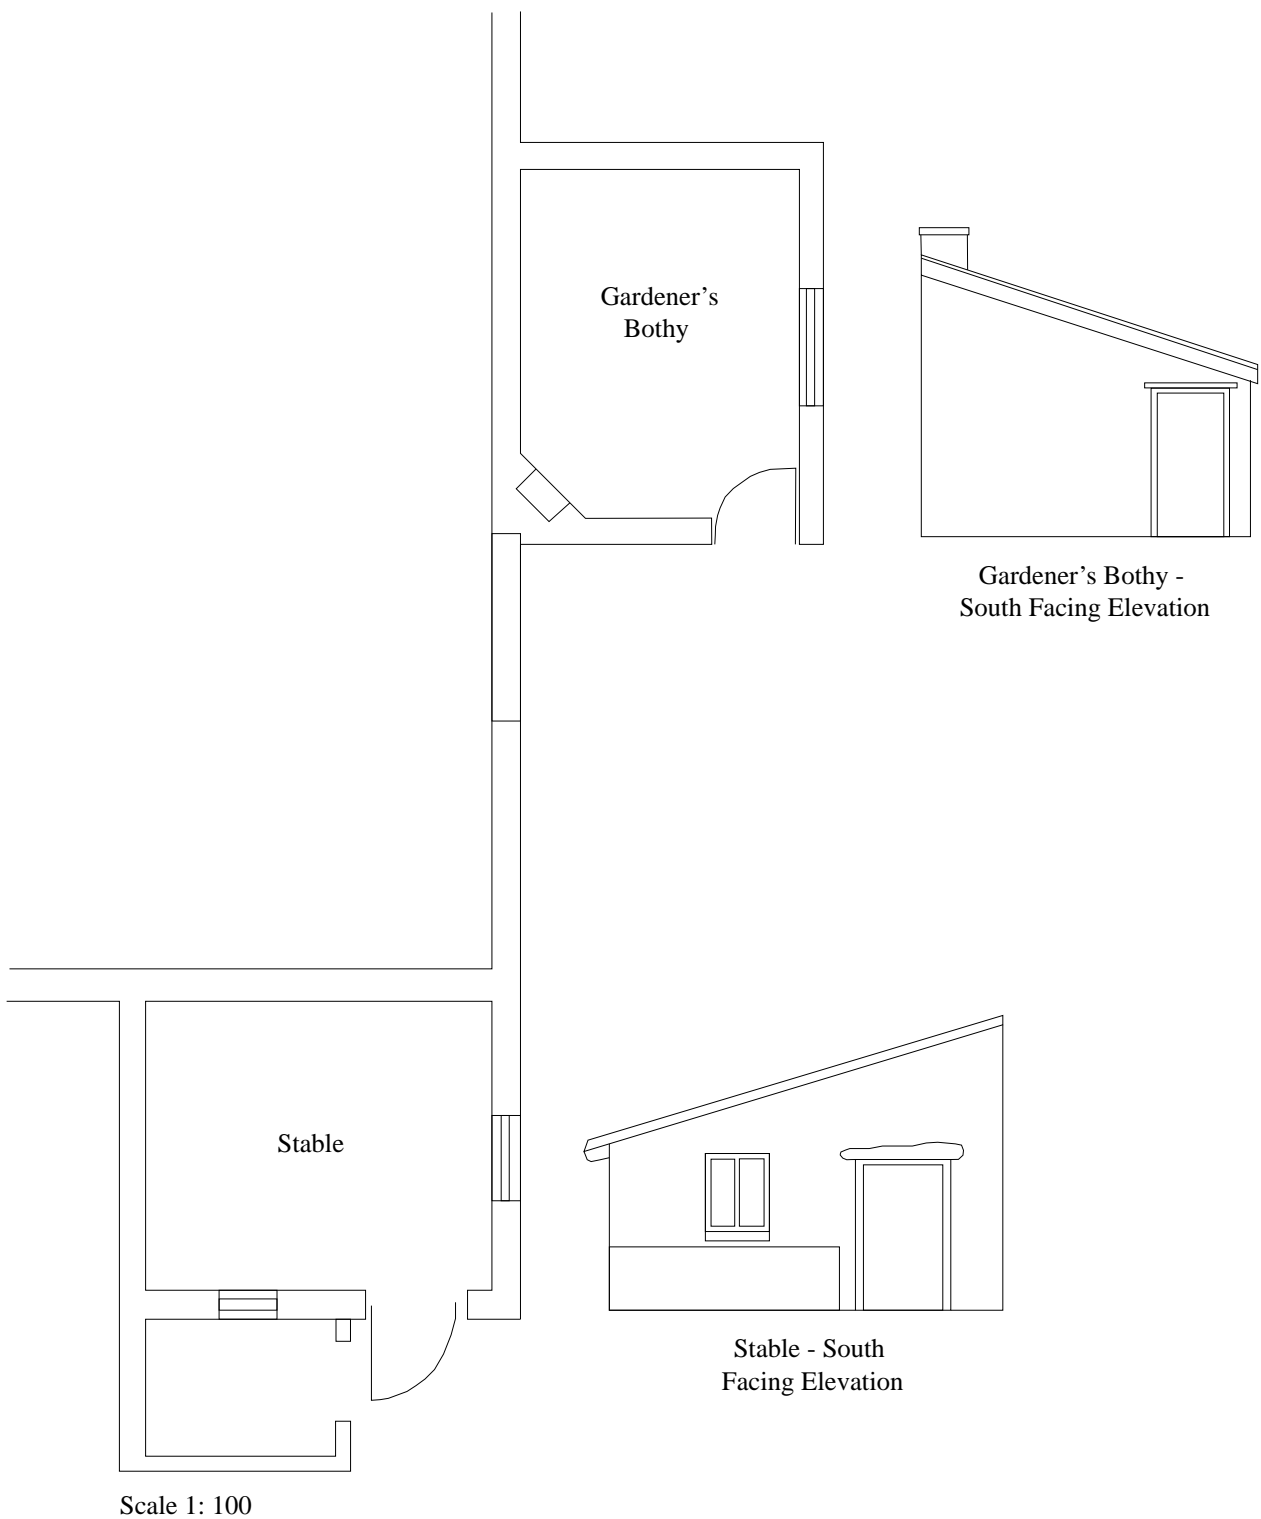 Gardener’s
Bothy
Gardener’s Bothy -
South Facing Elevation
Stable
Stable - South
Facing Elevation
Scale 1: 100